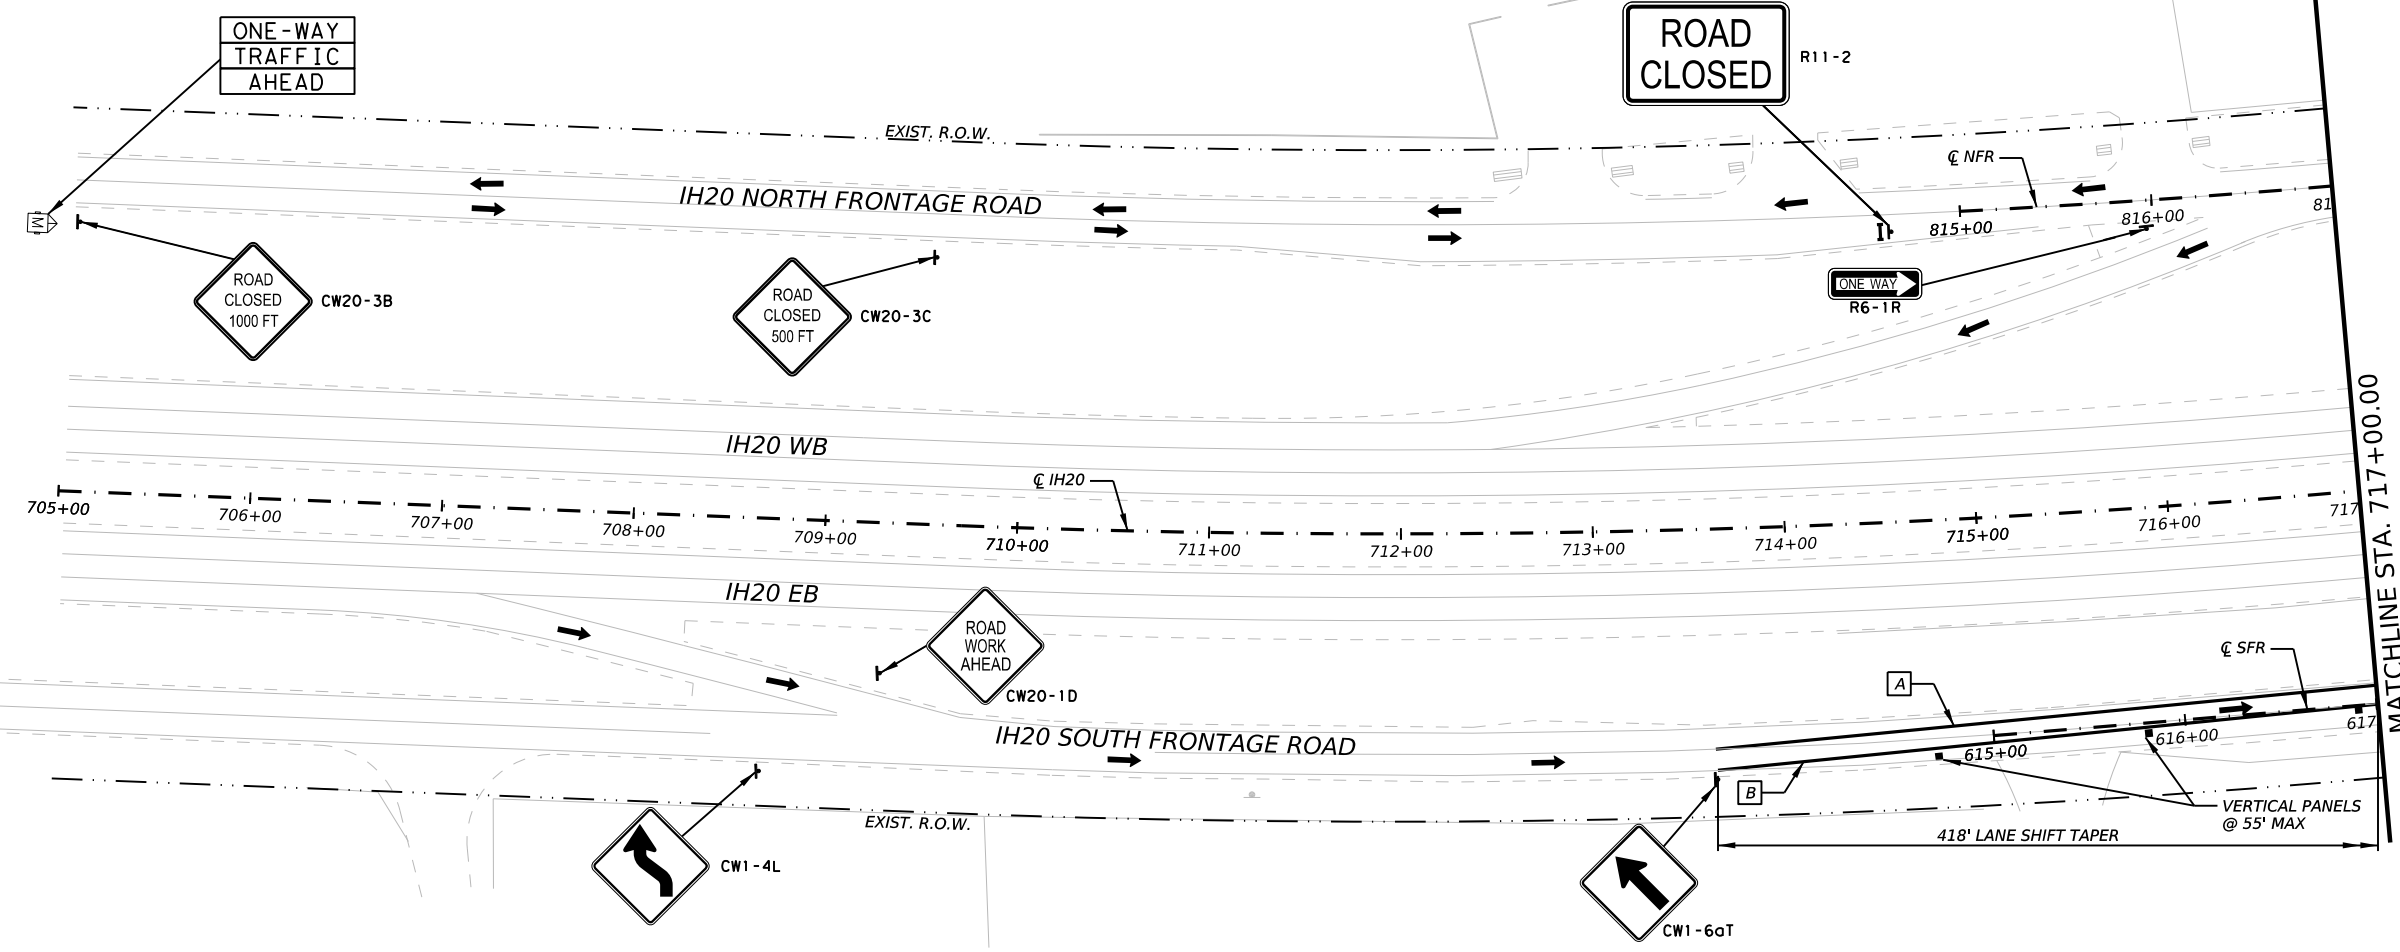 ONE-WAY
TRAFFIC
AHEAD
ROAD
CLOSED
R11-2
EXIST. R.O.W.
℄ NFR
IH20 NORTH FRONTAGE ROAD
M
815+00
816+00
81
ROAD
CLOSED
1000 FT
CW20-3B
ROAD
CLOSED
500 FT
CW20-3C
ONE WAY
R6-1R
IH20 WB
℄ IH20
705+00
706+00
707+00
708+00
709+00
710+00
711+00
712+00
713+00
714+00
715+00
716+00
717
MATCHLINE STA. 717+00.00
IH20 EB
ROAD
WORK
AHEAD
CW20-1D
℄ SFR
A
IH20 SOUTH FRONTAGE ROAD
615+00
616+00
617
B
VERTICAL PANELS
@ 55' MAX
EXIST. R.O.W.
418' LANE SHIFT TAPER
CW1-4L
CW1-6aT